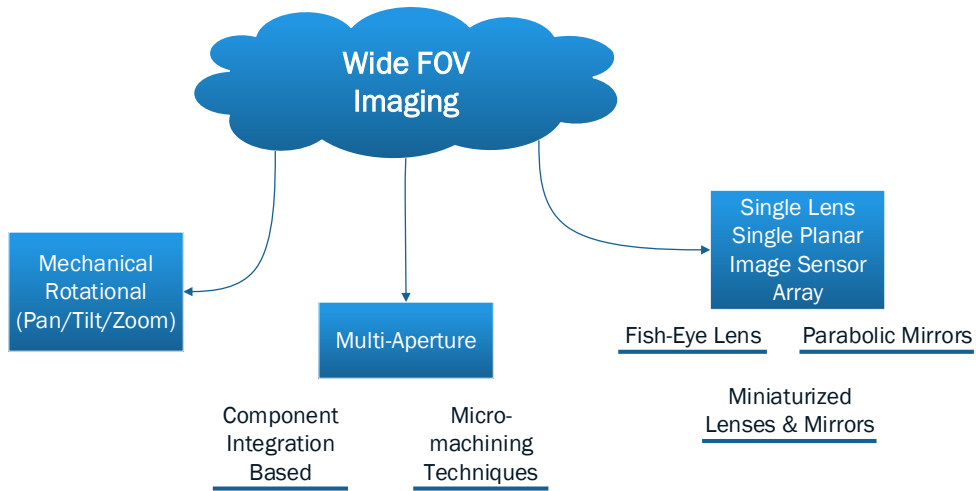 Wide FOV
Imaging
Mechanical
Rotational
(Pan/Tilt/Zoom)
Multi-Aperture
Component
Integration
Based
Micro-
machining
Techniques
Single Lens
Single Planar
Image Sensor
Array
Fish-Eye Lens
Parabolic Mirrors
Miniaturized
Lenses & Mirrors